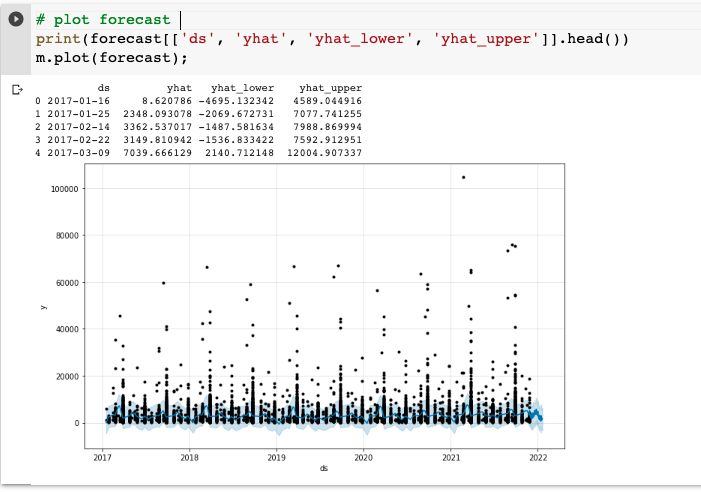 # plot forecast
print(forecast[['ds', 'yhat', 'yhat_lower', 'yhat_upper']].head())
m.plot(forecast);
ds yhat yhat_lower yhat_upper
0 2017-01-16 8.620786 -4695.132342 4589.044916
1 2017-01-25 2348.093078 -2069.672731 7077.741255
2 2017-02-14 3362.537017 -1487.581634 7988.869994
3 2017-02-22 3149.810942 -1536.833422 7592.912951
4 2017-03-09 7039.666129 2140.712148 12004.907337
100000
80000
60000
y
40000
20000
0
2017 2018 2019 2020 2021 2022
ds